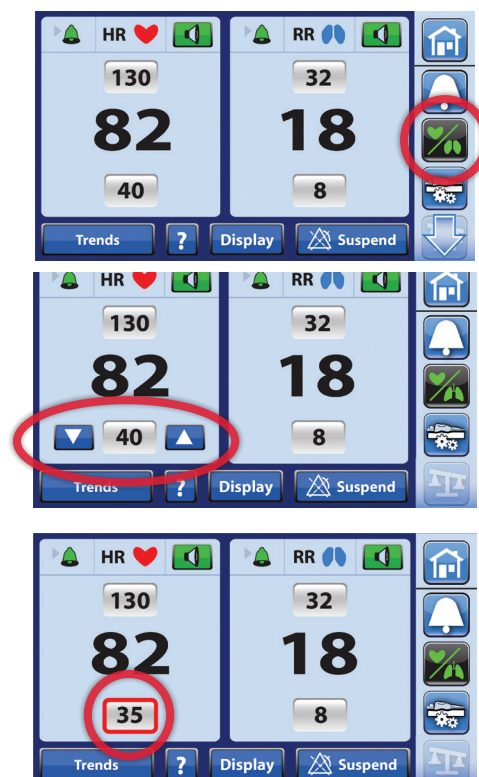 HR RR
130 32
82 18
40 8
Trends ? Display Suspend
HR RR
130 32
82 18
40 8
Trends ? Display Suspend
HR RR
130 32
82 18
35 8
Trends ? Display Suspend